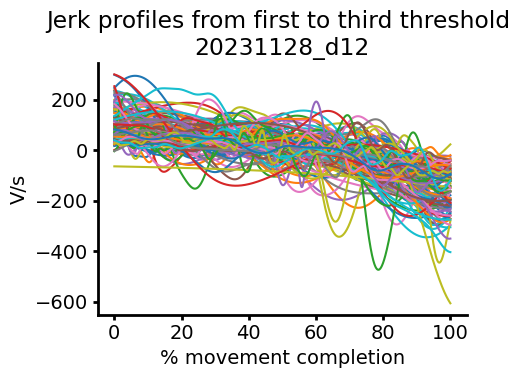 Jerk profiles from first to third threshold
20231128_d12
200
0
−200
−400
−600
V/s
0 20 40 60 80 100
% movement completion